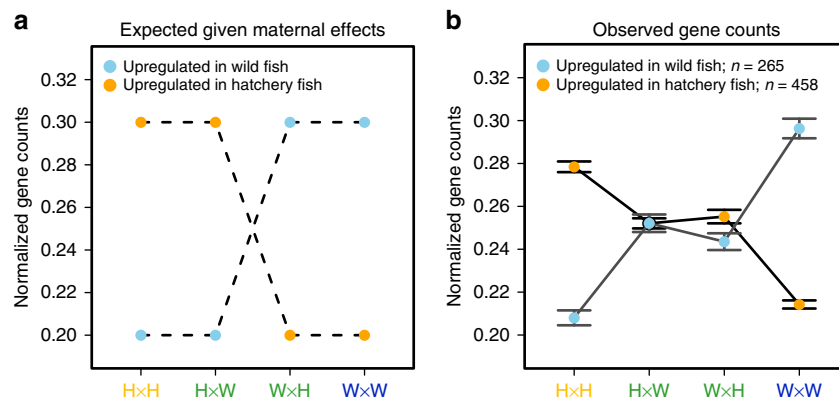 a
Expected given maternal effects
Upregulated in wild fish
Upregulated in hatchery fish
Normalized gene counts
0.32
0.30
0.28
0.26
0.24
0.22
0.20
H×H
H×W
W×H
W×W
b
Observed gene counts
Upregulated in wild fish; n = 265
Upregulated in hatchery fish; n = 458
Normalized gene counts
0.32
0.30
0.28
0.26
0.24
0.22
0.20
H×H
H×W
W×H
W×W